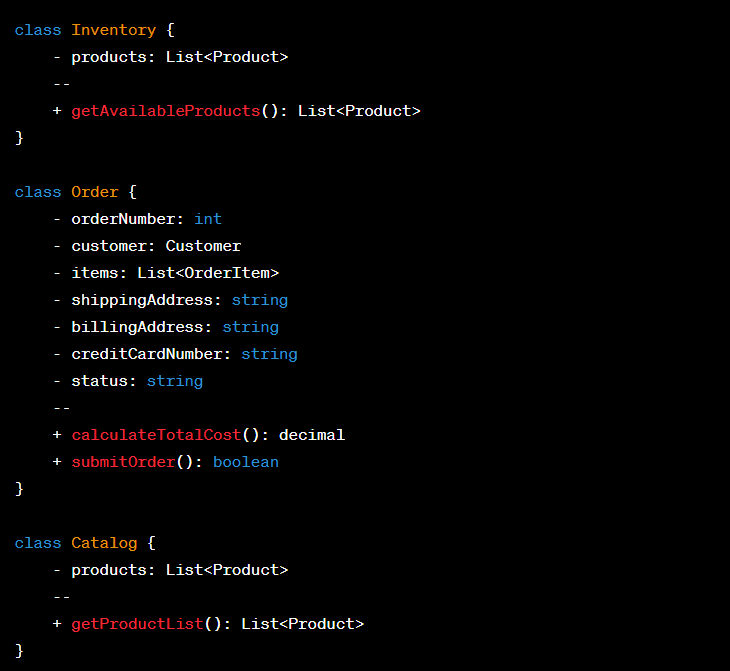 class Inventory {
    - products: List<Product>
    --
    + getAvailableProducts(): List<Product>
}

class Order {
    - orderNumber: int
    - customer: Customer
    - items: List<OrderItem>
    - shippingAddress: string
    - billingAddress: string
    - creditCardNumber: string
    - status: string
    --
    + calculateTotalCost(): decimal
    + submitOrder(): boolean
}

class Catalog {
    - products: List<Product>
    --
    + getProductList(): List<Product>
}